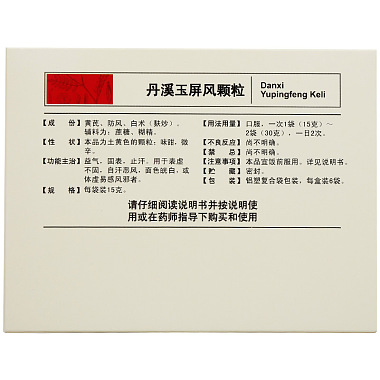 丹溪玉屏风颗粒
Danxi
Yupingfeng Keli
【成　　份】黄芪、防风、白术（麸炒）。
辅料为：蔗糖、糊精。
【性　　状】本品为土黄色的颗粒；味甜，微
辛。
【功能主治】益气，固表，止汗。用于表虚
不固，自汗恶风，面色㿠白，或
体虚易感风邪者。
【规　　格】每袋装15克。
【用法用量】口服，一次1袋（15克）～
2袋（30克），一日2次。
【不良反应】尚不明确。
【禁　　忌】尚不明确。
【注意事项】本品宜饭前服用。详见说明书。
【贮　　藏】密封。
【包　　装】铝塑复合袋包装，每盒装6袋。
请仔细阅读说明书并按说明使
用或在药师指导下购买和使用